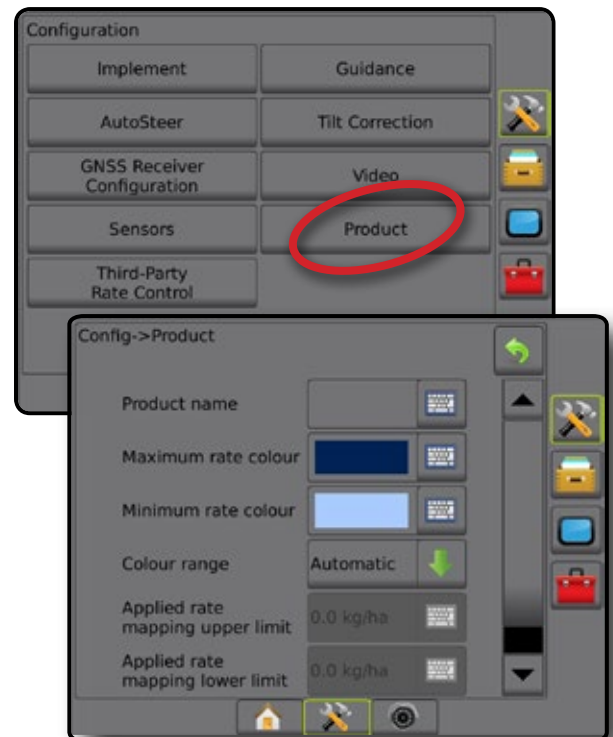 Configuration
Implement
Guidance
AutoSteer
Tilt Correction
GNSS Receiver
Configuration
Video
Sensors
Product
Third-Party
Rate Control
Config->Product
Product name
Maximum rate colour
Minimum rate colour
Colour range
Automatic
Applied rate
mapping upper limit
0.0 kg/ha
Applied rate
mapping lower limit
0.0 kg/ha